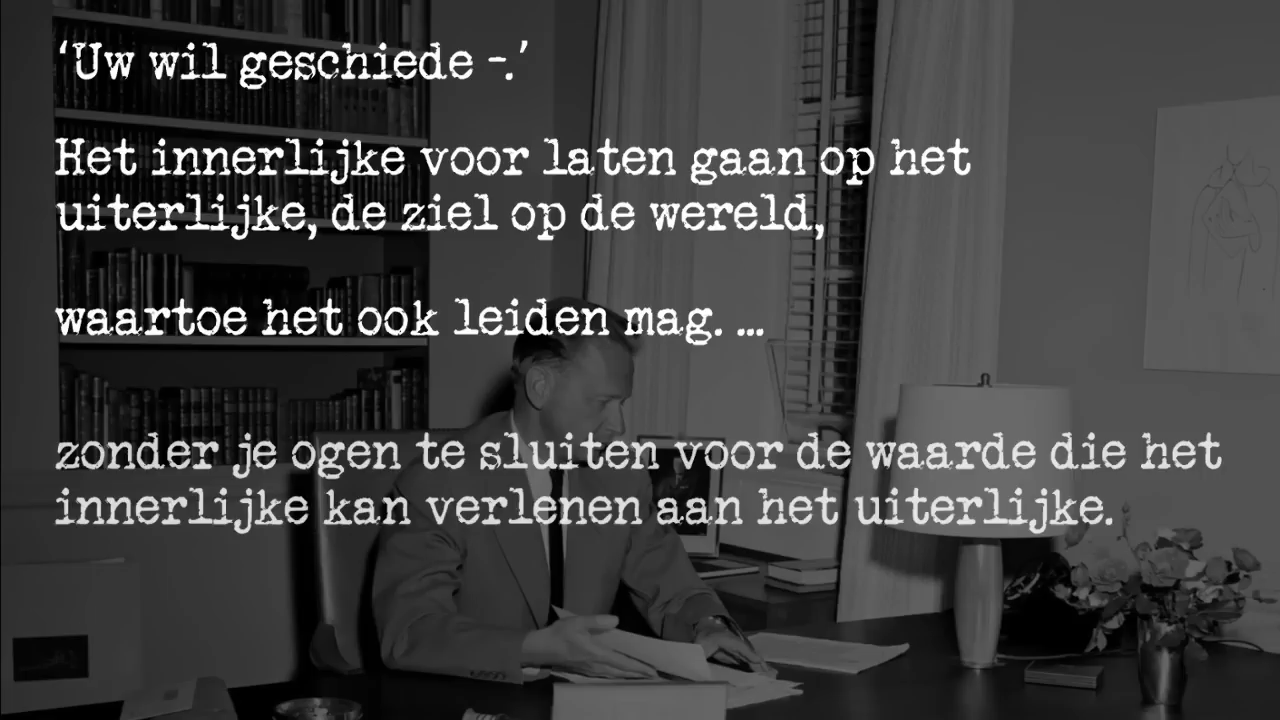 ‘Uw wil geschiede -.’
Het innerlijke voor laten gaan op het
uiterlijke, de ziel op de wereld,
waartoe het ook leiden mag. ...
zonder je ogen te sluiten voor de waarde die het
innerlijke kan verlenen aan het uiterlijke.